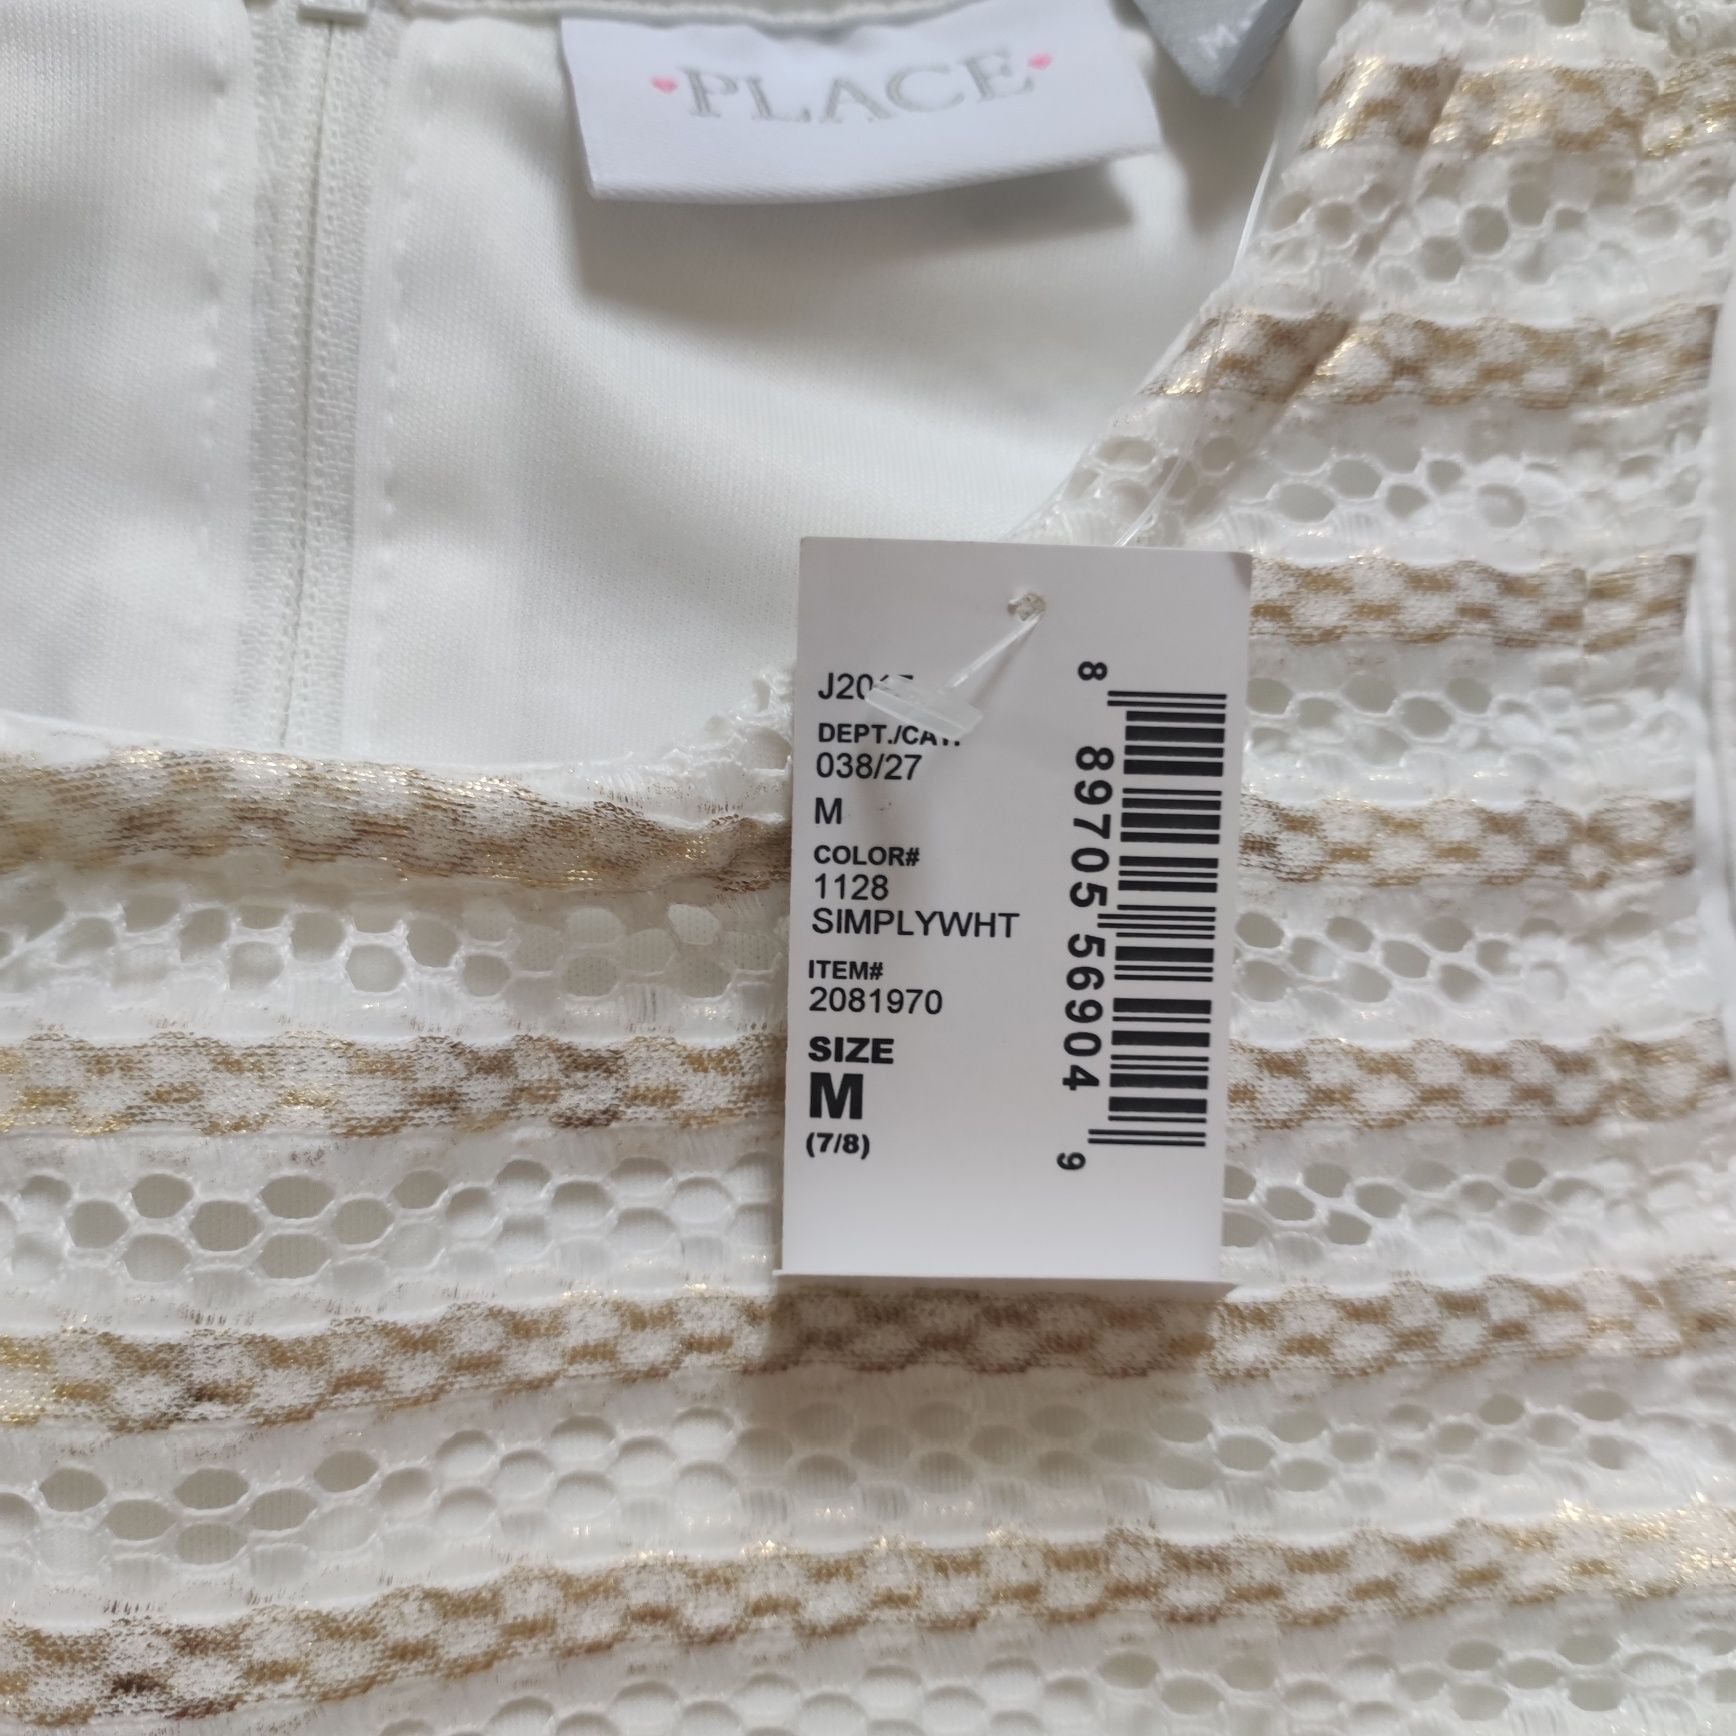 PLACE
M
DEPT./CAT.
038/27
M
COLOR#
1128
SIMPLYWHT
ITEM#
2081970
SIZE
M
(7/8)
8 89705 56904 9